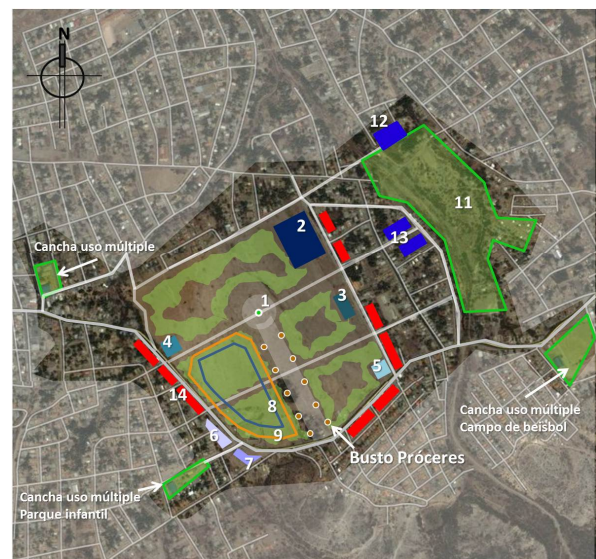 N
12
11
2
13
Cancha uso múltiple
1
3
4
5
14
8
Cancha uso múltiple
Campo de beisbol
6
9
7
Busto Próceres
Cancha uso múltiple
Parque infantil